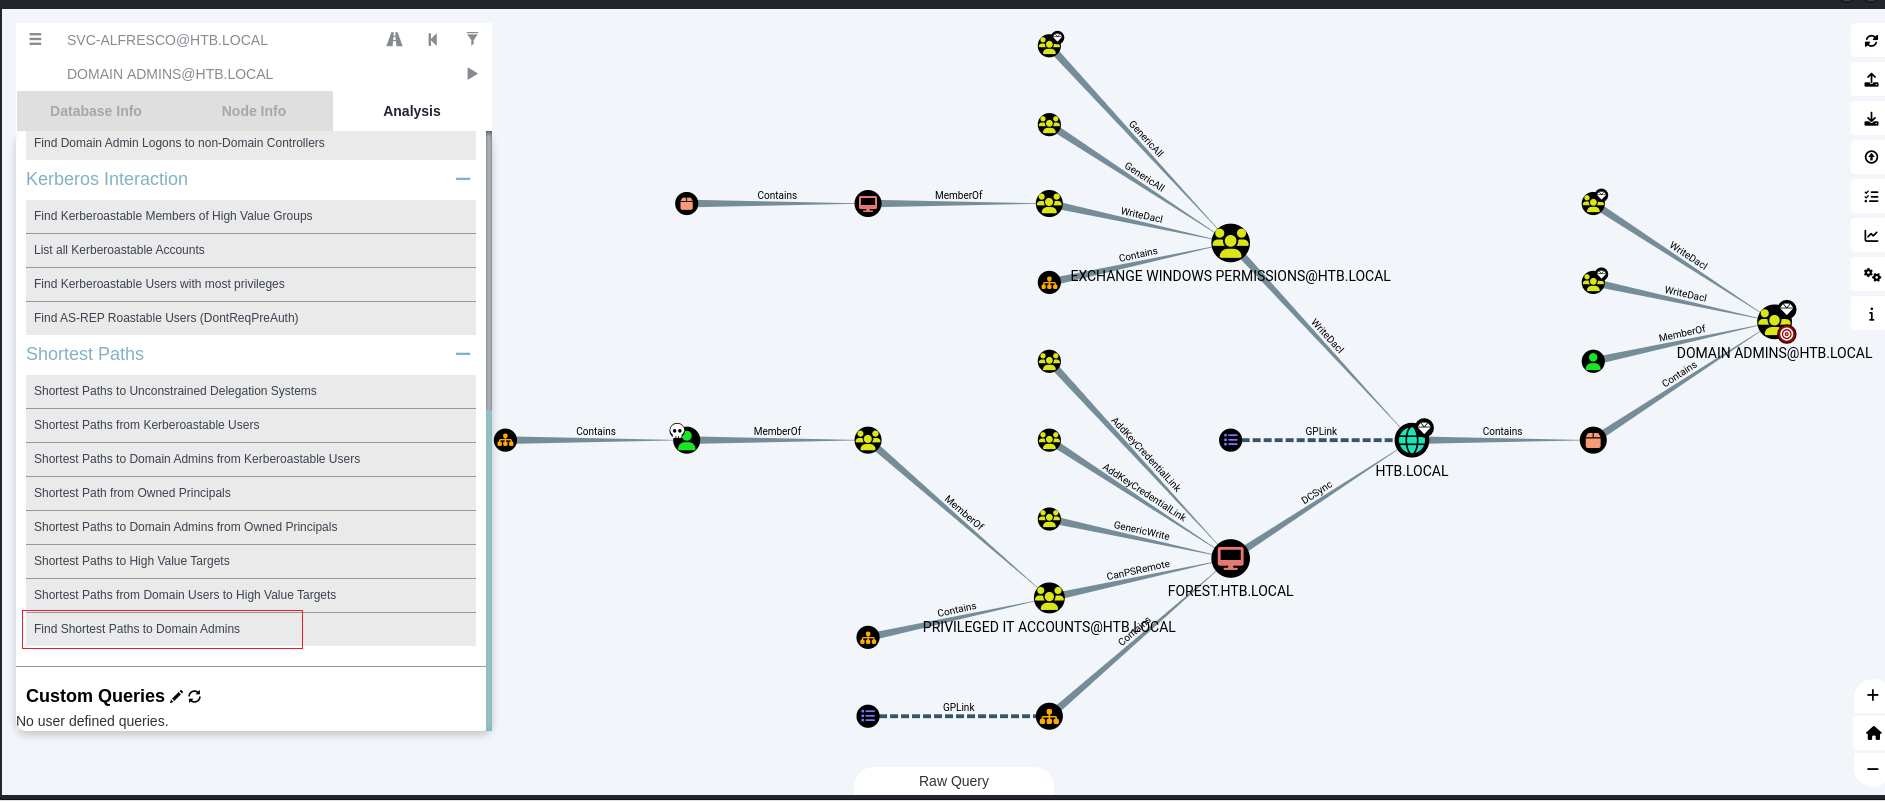 SVC-ALFRESCO@HTB.LOCAL
DOMAIN ADMINS@HTB.LOCAL
Database Info
Node Info
Analysis
Find Domain Admin Logons to non-Domain Controllers
Kerberos Interaction
Find Kerberoastable Members of High Value Groups
List all Kerberoastable Accounts
Find Kerberoastable Users with most privileges
Find AS-REP Roastable Users (DontReqPreAuth)
Shortest Paths
Shortest Paths to Unconstrained Delegation Systems
Shortest Paths from Kerberoastable Users
Shortest Paths to Domain Admins from Kerberoastable Users
Shortest Path from Owned Principals
Shortest Paths to Domain Admins from Owned Principals
Shortest Paths to High Value Targets
Shortest Paths from Domain Users to High Value Targets
Find Shortest Paths to Domain Admins
Custom Queries
No user defined queries.
GenericAll
GenericAll
Contains
MemberOf
WriteDacl
Contains
EXCHANGE WINDOWS PERMISSIONS@HTB.LOCAL
WriteDacl
WriteDacl
WriteDacl
MemberOf
DOMAIN ADMINS@HTB.LOCAL
Contains
Contains
MemberOf
AddKeyCredentialLink
AddKeyCredentialLink
GPLink
Contains
HTB.LOCAL
MemberOf
GenericWrite
DCSync
CanPSRemote
FOREST.HTB.LOCAL
Contains
PRIVILEGED IT ACCOUNTS@HTB.LOCAL
Contains
GPLink
Raw Query